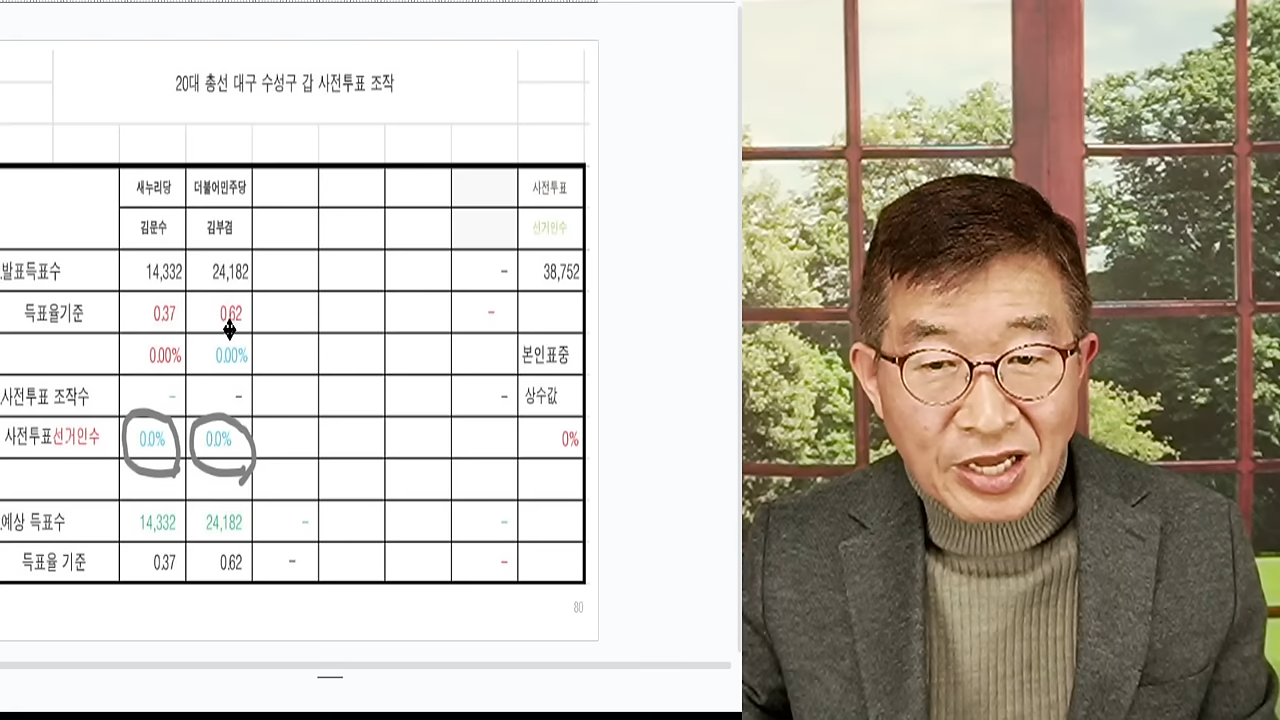 20대 총선 대구 수성구 갑 사전투표 조작
새누리당 더불어민주당 사전투표
김문수 김부겸 선거인수
.발표득표수 14,332 24,182 - 38,752
득표율기준 0.37 0.62 -
0.00% 0.00% 본인표중
.사전투표 조작수 - - - 상수값
사전투표선거인수 0.0% 0.0% 0%
.예상 득표수 14,332 24,182 - -
득표율 기준 0.37 0.62 - -
80